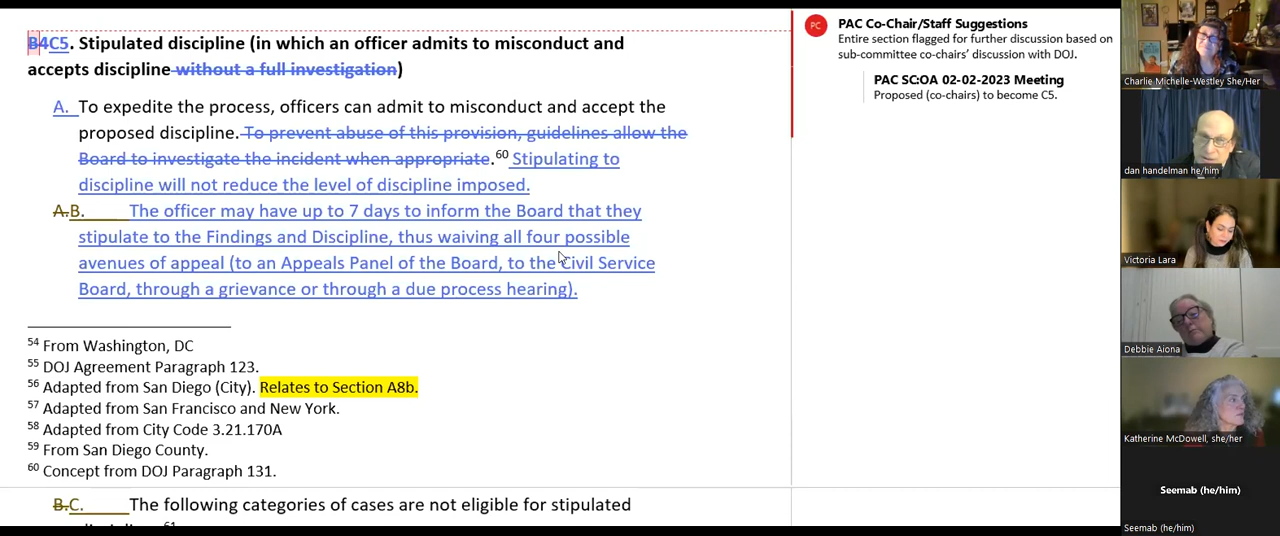 B4C5. Stipulated discipline (in which an officer admits to misconduct and
accepts discipline without a full investigation)
A. To expedite the process, officers can admit to misconduct and accept the
proposed discipline. To prevent abuse of this provision, guidelines allow the
Board to investigate the incident when appropriate.60 Stipulating to
discipline will not reduce the level of discipline imposed.
A.B. The officer may have up to 7 days to inform the Board that they
stipulate to the Findings and Discipline, thus waiving all four possible
avenues of appeal (to an Appeals Panel of the Board, to the Civil Service
Board, through a grievance or through a due process hearing).
54 From Washington, DC
55 DOJ Agreement Paragraph 123.
56 Adapted from San Diego (City). Relates to Section A8b.
57 Adapted from San Francisco and New York.
58 Adapted from City Code 3.21.170A
59 From San Diego County.
60 Concept from DOJ Paragraph 131.
B.C. The following categories of cases are not eligible for stipulated
PC
PAC Co-Chair/Staff Suggestions
Entire section flagged for further discussion based on
sub-committee co-chairs' discussion with DOJ.
PAC SC:OA 02-02-2023 Meeting
Proposed (co-chairs) to become C5.
Charlie Michelle-Westley She/Her
dan handelman he/him
Victoria Lara
Debbie Aiona
Katherine McDowell, she/her
Seemab (he/him)
Seemab (he/him)